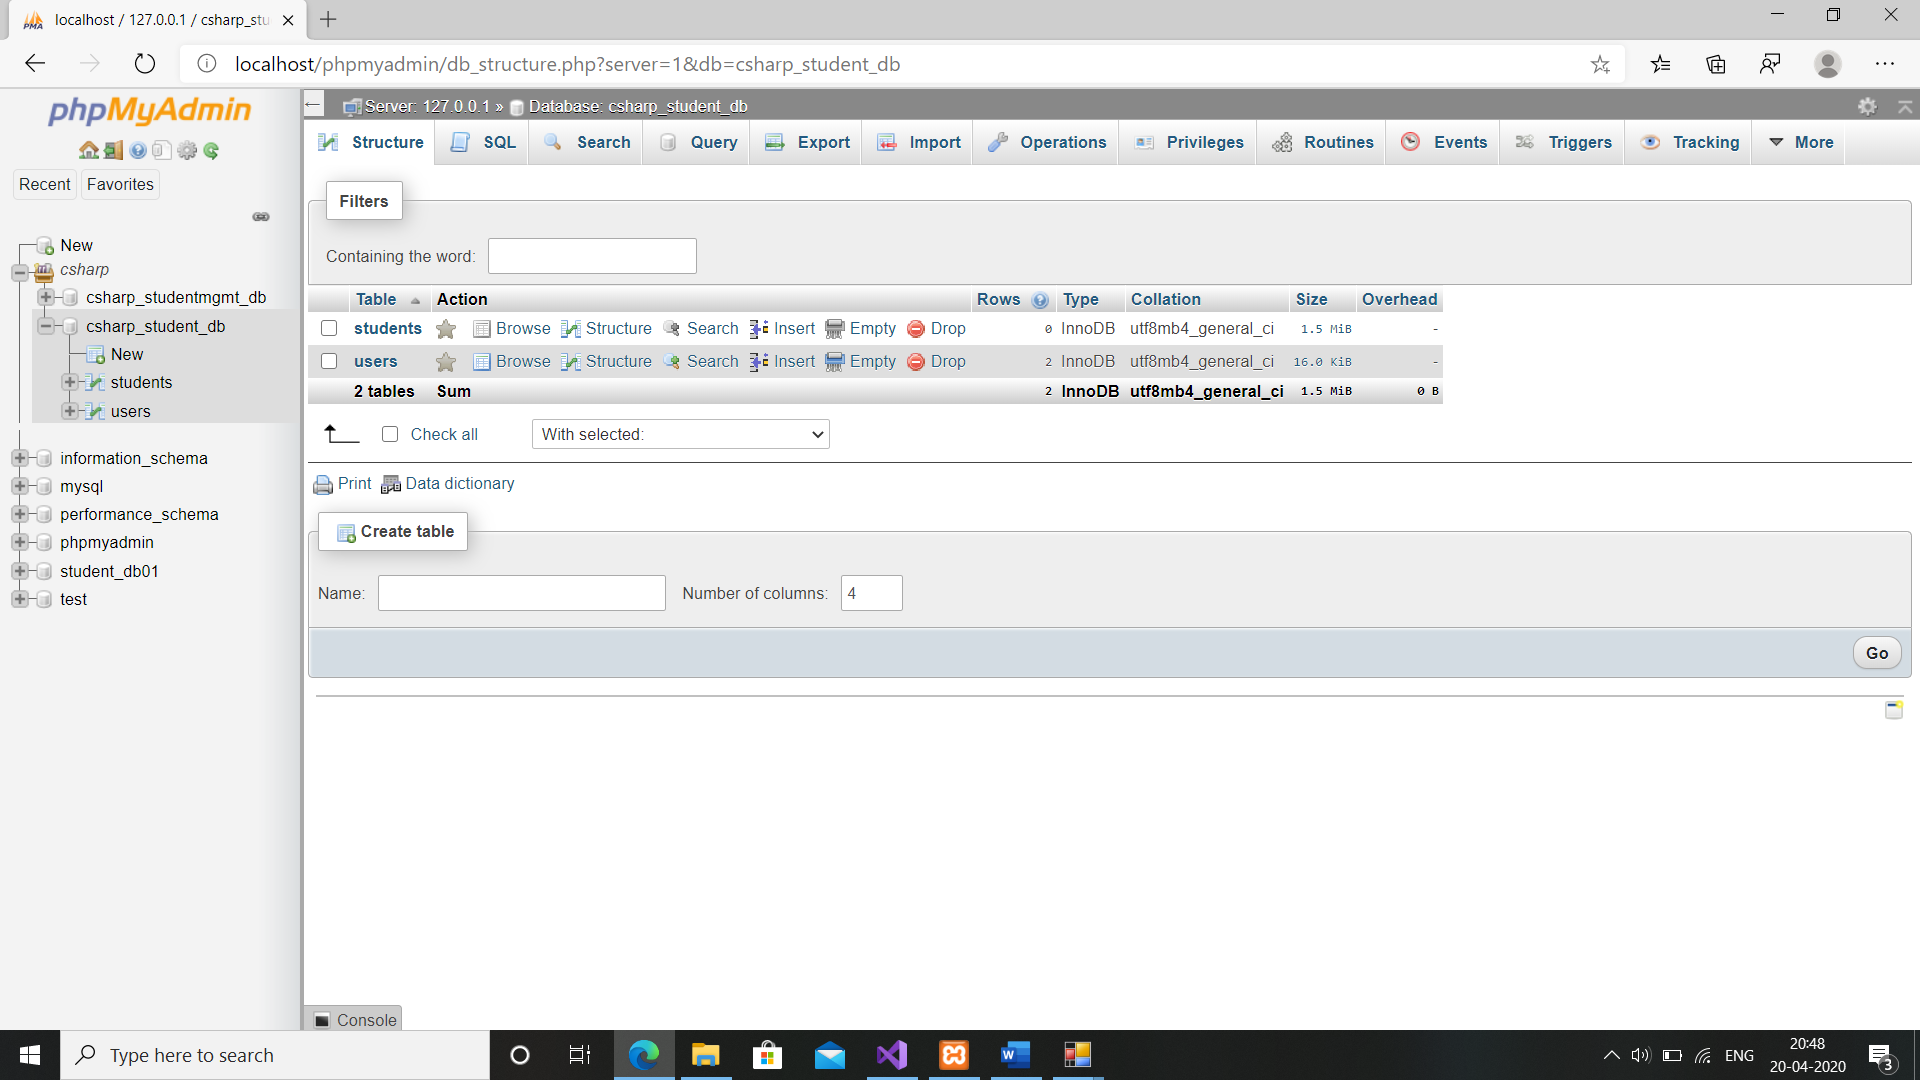 localhost / 127.0.0.1 / csharp_stu
localhost/phpmyadmin/db_structure.php?server=1&db=csharp_student_db
phpMyAdmin
Recent Favorites
New
csharp
csharp_studentmgmt_db
csharp_student_db
New
students
users
information_schema
mysql
performance_schema
phpmyadmin
student_db01
test
Server: 127.0.0.1 » Database: csharp_student_db
Structure SQL Search Query Export Import Operations Privileges Routines Events Triggers Tracking More
Filters
Containing the word:
Table Action Rows Type Collation Size Overhead
students Browse Structure Search Insert Empty Drop 0 InnoDB utf8mb4_general_ci 1.5 MiB -
users Browse Structure Search Insert Empty Drop 2 InnoDB utf8mb4_general_ci 16.0 KiB -
2 tables Sum 2 InnoDB utf8mb4_general_ci 1.5 MiB 0 B
Check all With selected:
Print Data dictionary
Create table
Name: Number of columns: 4
Go
Console
Type here to search
ENG
20:48
20-04-2020
3